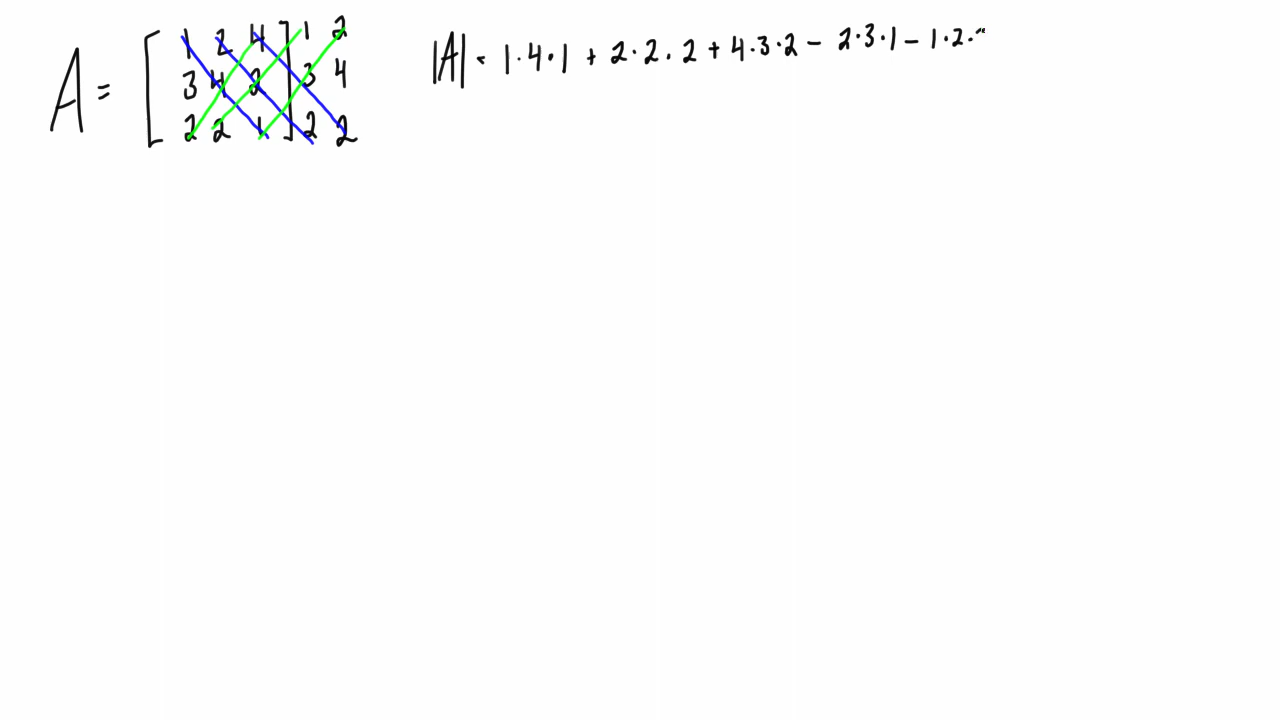 A = [ 1 2 4 ] 1 2
3 4 2 3 4
2 2 1 2 2
|A| = 1·4·1 + 2·2·2 + 4·3·2 − 2·3·1 − 1·2·